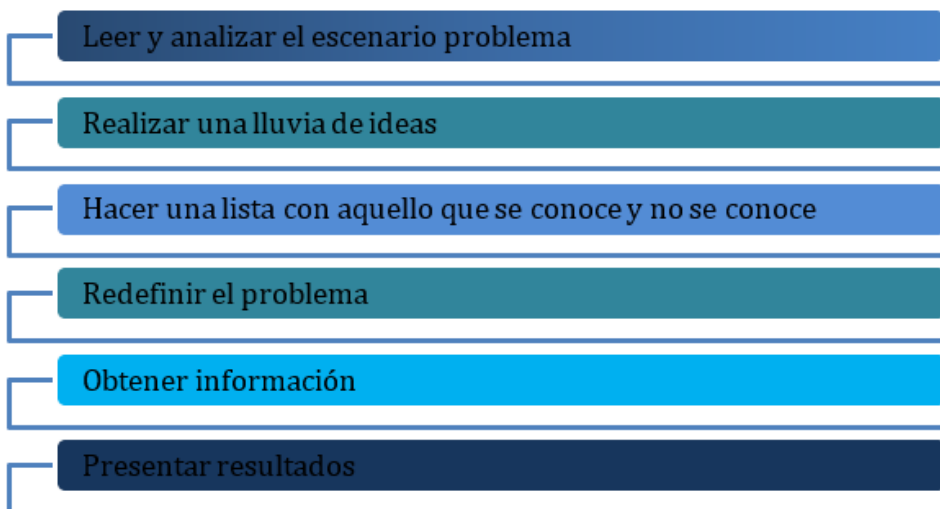 Leer y analizar el escenario problema
Realizar una lluvia de ideas
Hacer una lista con aquello que se conoce y no se conoce
Redefinir el problema
Obtener información
Presentar resultados